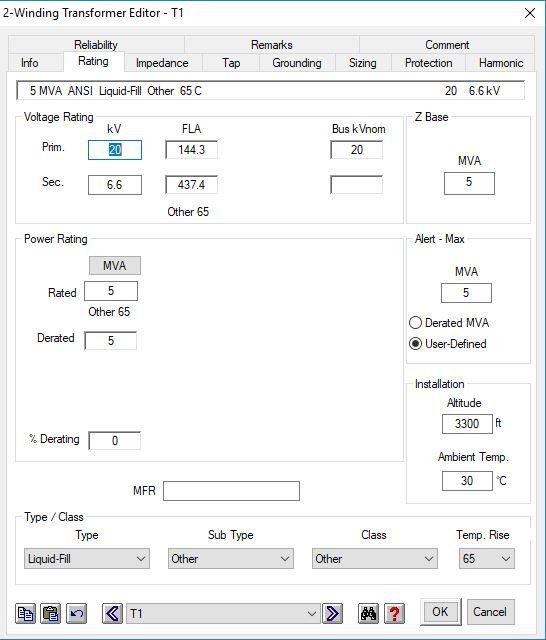 2-Winding Transformer Editor - T1
Reliability Remarks Comment
Info Rating Impedance Tap Grounding Sizing Protection Harmonic
5 MVA ANSI Liquid-Fill Other 65 C 20 6.6 kV
Voltage Rating Z Base
kV FLA Bus kVnom
Prim. 20 144.3 20
MVA
Sec. 6.6 437.4 5
Other 65
Power Rating Alert - Max
MVA MVA
Rated 5 5
Other 65 Derated MVA
Derated 5 User-Defined
Installation
Altitude
3300 ft
% Derating 0
Ambient Temp.
30 °C
MFR
Type / Class
Type Sub Type Class Temp. Rise
Liquid-Fill Other Other 65
T1 ? OK Cancel